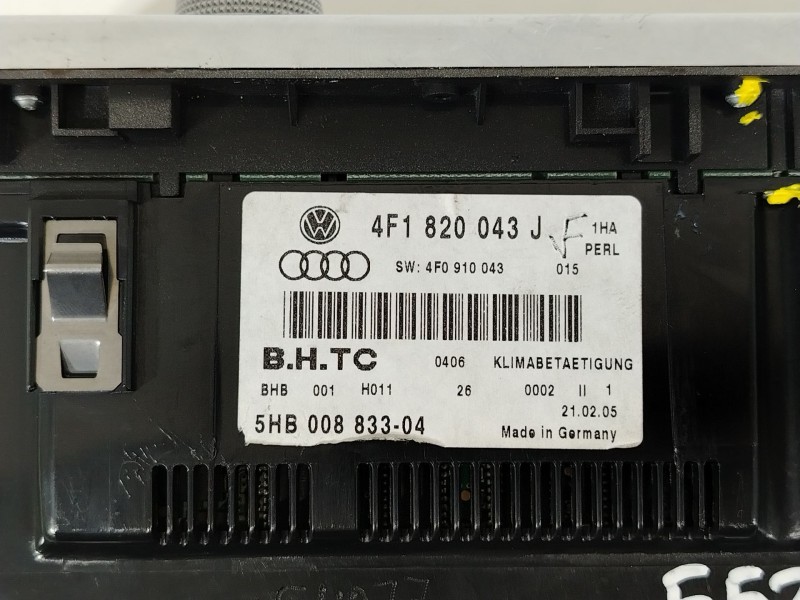 4F1 820 043 J 1HA
PERL
SW: 4F0 910 043 015
B.H.TC 0406 KLIMABETAETIGUNG
BHB 001 H011 26 0002 II 1
21.02.05
5HB 008 833-04 Made in Germany